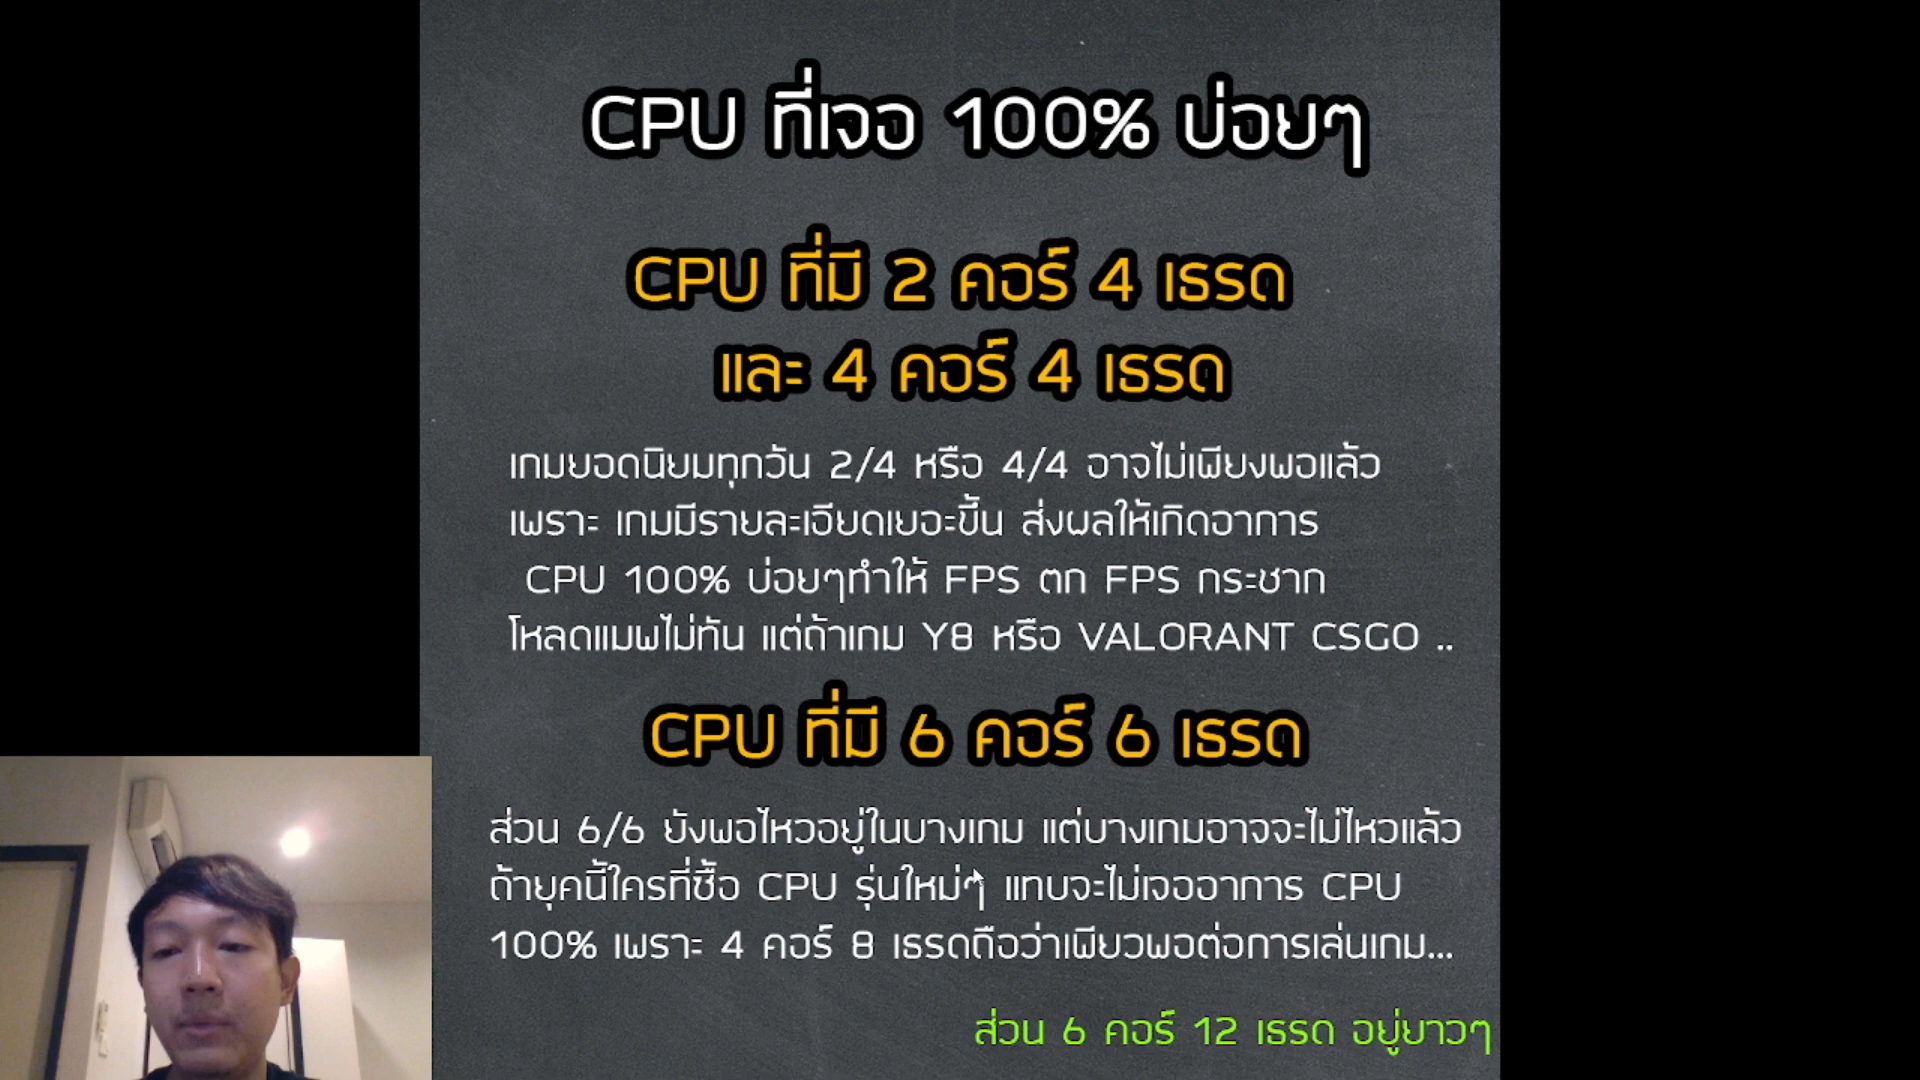 CPU ที่เจอ 100% บ่อยๆ
CPU ที่มี 2 คอร์ 4 เธรด
และ 4 คอร์ 4 เธรด
เกมยอดนิยมทุกวัน 2/4 หรือ 4/4 อาจไม่เพียงพอแล้ว
เพราะ เกมมีรายละเอียดเยอะขึ้น ส่งผลให้เกิดอาการ
CPU 100% บ่อยๆทำให้ FPS ตก FPS กระชาก
โหลดแมพไม่ทัน แต่ถ้าเกม Y8 หรือ VALORANT CSGO ..
CPU ที่มี 6 คอร์ 6 เธรด
ส่วน 6/6 ยังพอไหวอยู่ในบางเกม แต่บางเกมอาจจะไม่ไหวแล้ว
ถ้ายุคนี้ใครที่ซื้อ CPU รุ่นใหม่ๆ แทบจะไม่เจออาการ CPU
100% เพราะ 4 คอร์ 8 เธรดถือว่าเพียวพอต่อการเล่นเกม...
ส่วน 6 คอร์ 12 เธรด อยู่ยาวๆ